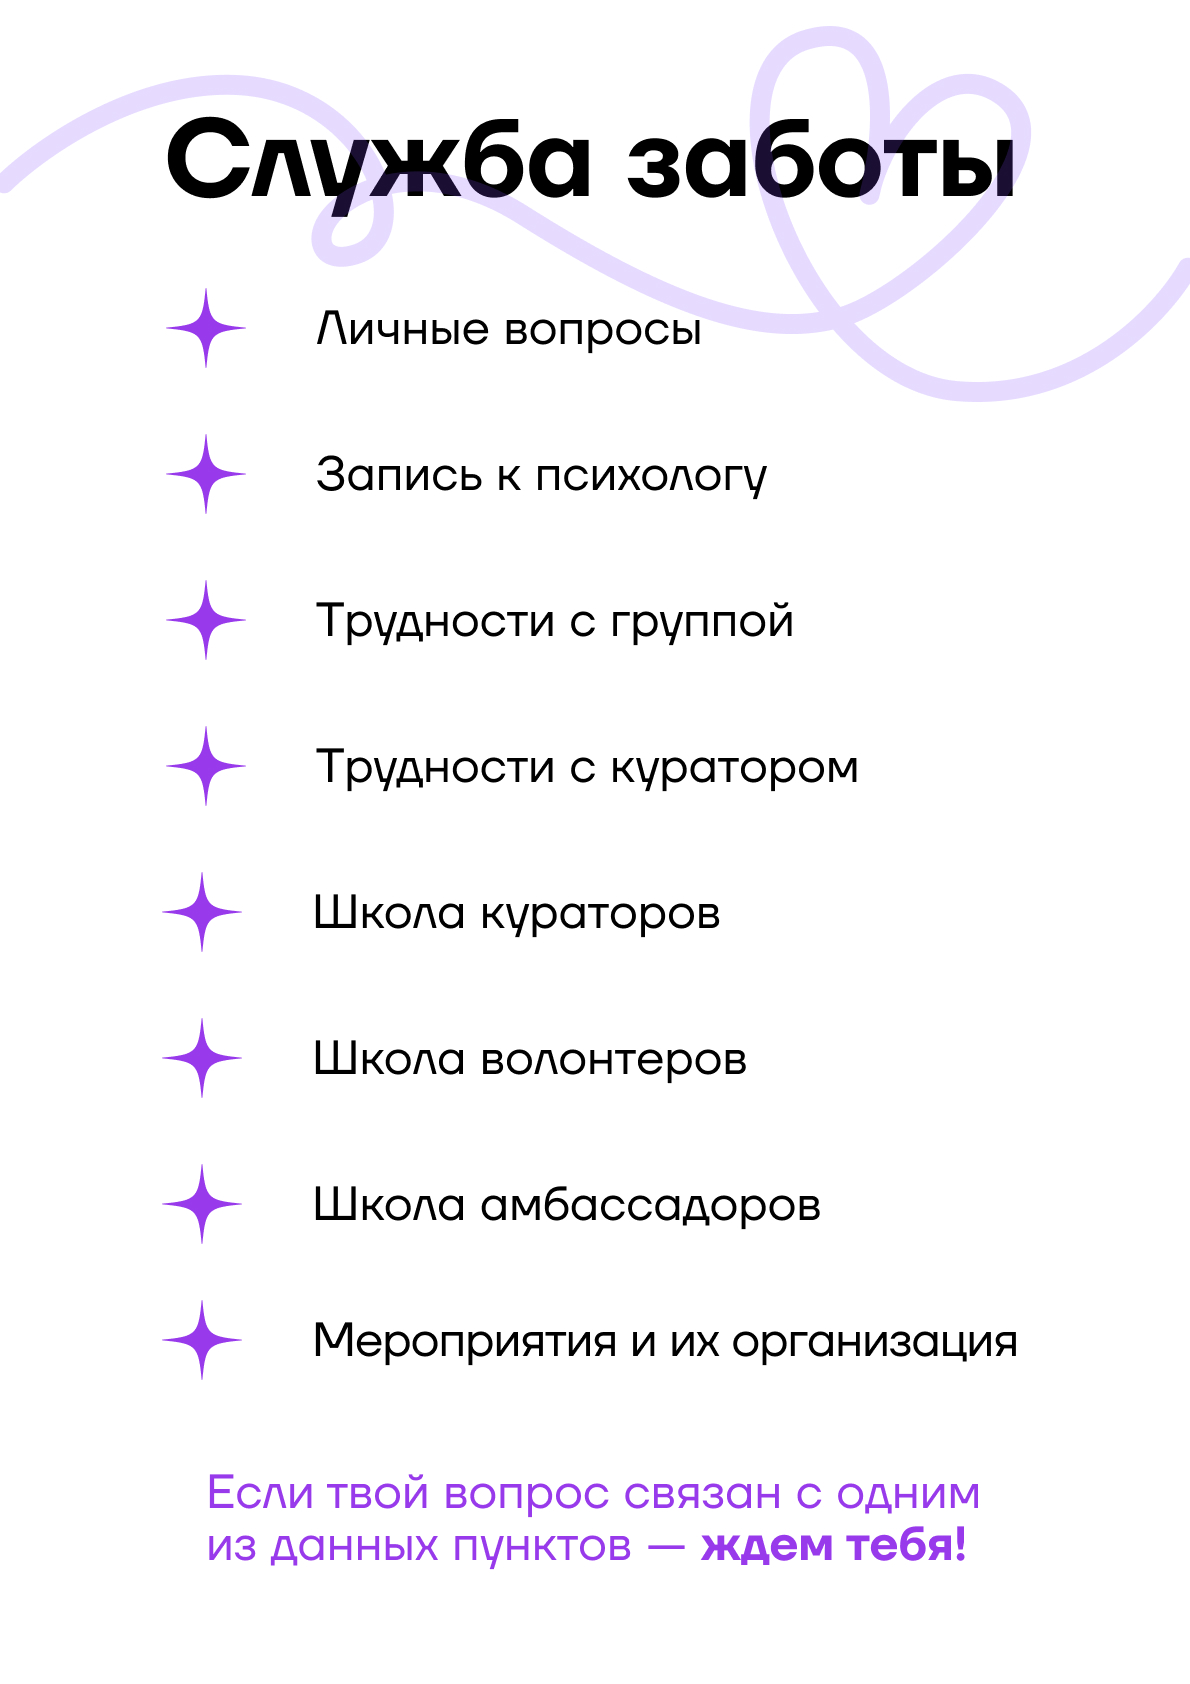 Служба заботы
Личные вопросы
Запись к психологу
Трудности с группой
Трудности с куратором
Школа кураторов
Школа волонтеров
Школа амбассадоров
Мероприятия и их организация
Если твой вопрос связан с одним
из данных пунктов — ждем тебя!